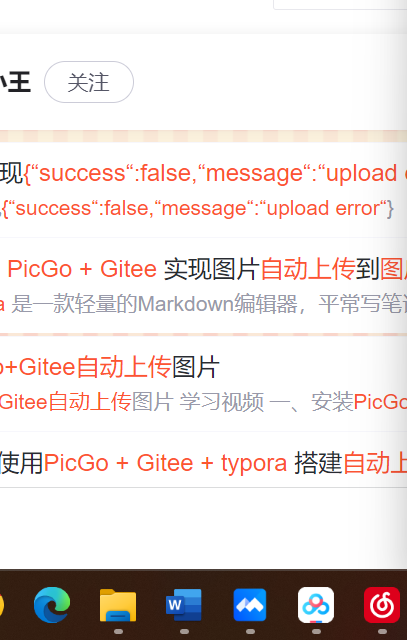 小王 关注
现{“success“:false,“message“:“upload
{“success“:false,“message“:“upload error“}
PicGo + Gitee 实现图片自动上传到图
a 是一款轻量的Markdown编辑器，平常写笔
o+Gitee自动上传图片
Gitee自动上传图片 学习视频 一、安装PicGo
使用PicGo + Gitee + typora 搭建自动上
W